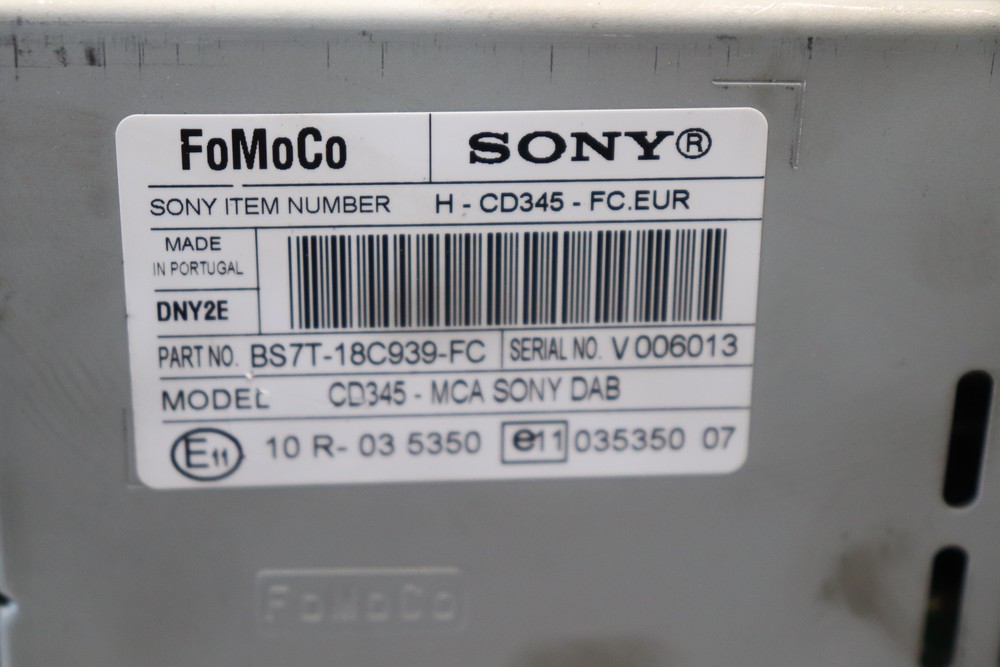 FoMoCo SONY®
SONY ITEM NUMBER H - CD345 - FC.EUR
MADE
IN PORTUGAL
DNY2E
PART NO. BS7T-18C939-FC SERIAL NO. V 006013
MODEL CD345 - MCA SONY DAB
E11 10 R- 03 5350 e11 035350 07
FoMoCo